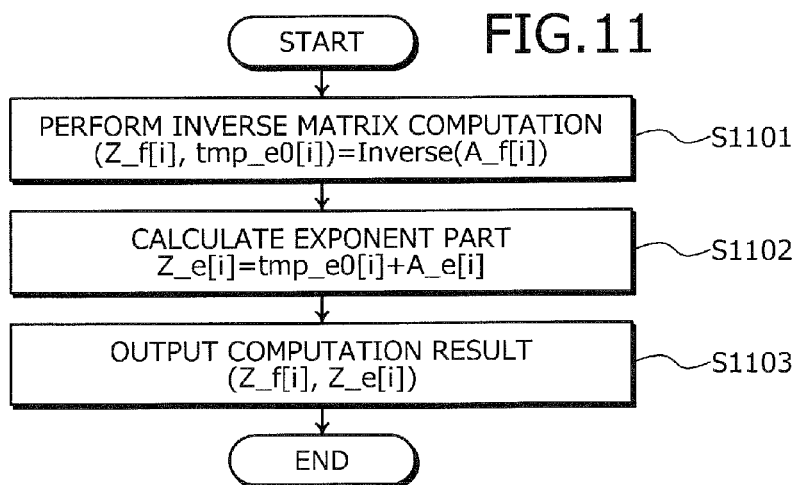 FIG.11
START
PERFORM INVERSE MATRIX COMPUTATION
(Z_f[i], tmp_e0[i])=Inverse(A_f[i])
S1101
CALCULATE EXPONENT PART
Z_e[i]=tmp_e0[i]+A_e[i]
S1102
OUTPUT COMPUTATION RESULT
(Z_f[i], Z_e[i])
S1103
END